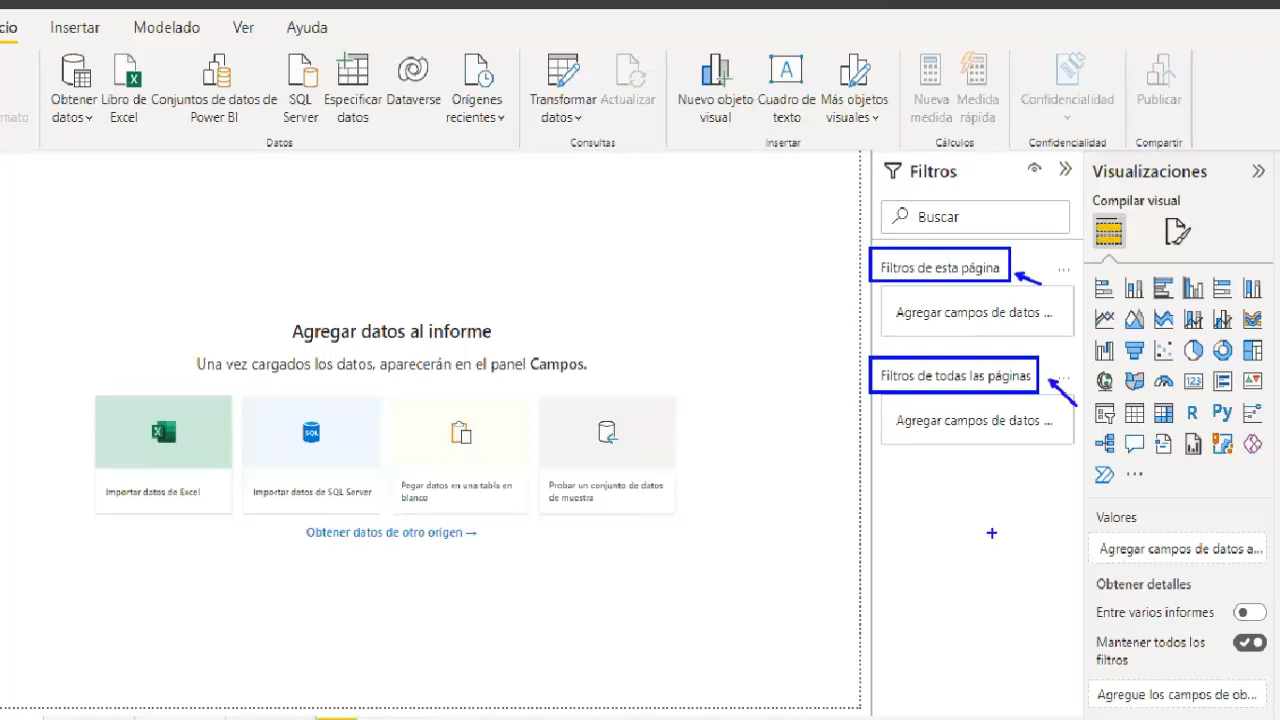 cio Insertar Modelado Ver Ayuda
mato
Obtener datos
Libro de Excel
Conjuntos de datos de Power BI
SQL Server
Especificar datos
Dataverse
Orígenes recientes
Datos
Transformar datos
Actualizar
Consultas
Nuevo objeto visual
Cuadro de texto
Más objetos visuales
Insertar
Nueva medida
Medida rápida
Cálculos
Confidencialidad
Confidencialidad
Publicar
Compartir
Agregar datos al informe
Una vez cargados los datos, aparecerán en el panel Campos.
Importar datos de Excel
SQL
Importar datos de SQL Server
Pegar datos en una tabla en
blanco
Probar un conjunto de datos
de muestra
Obtener datos de otro origen →
Filtros
Buscar
Filtros de esta página ...
Agregar campos de datos ...
Filtros de todas las páginas ...
Agregar campos de datos ...
Visualizaciones
Compilar visual
123
R Py
...
Valores
Agregar campos de datos a...
Obtener detalles
Entre varios informes
Mantener todos los
filtros
Agregue los campos de ob...